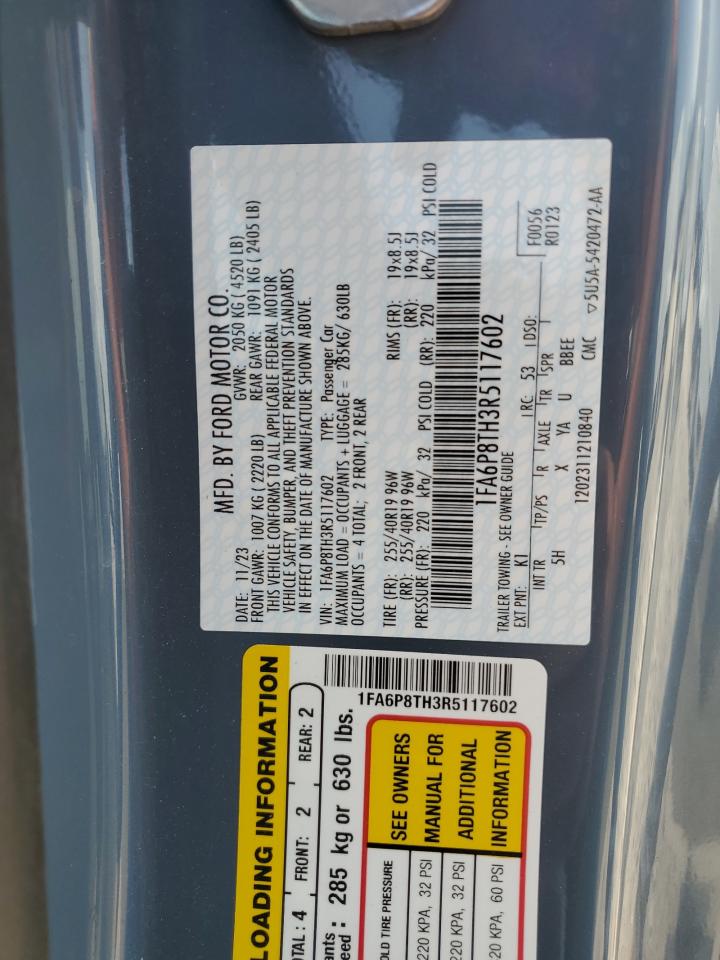 MFD. BY FORD MOTOR CO.
DATE: 11/23 GVWR: 2050 KG ( 4520 LB)
FRONT GAWR: 1007 KG ( 2220 LB) REAR GAWR: 1091 KG ( 2405 LB)
THIS VEHICLE CONFORMS TO ALL APPLICABLE FEDERAL MOTOR
VEHICLE SAFETY, BUMPER, AND THEFT PREVENTION STANDARDS
IN EFFECT ON THE DATE OF MANUFACTURE SHOWN ABOVE.
VIN: 1FA6P8TH3R5117602 TYPE: Passenger Car
MAXIMUM LOAD = OCCUPANTS + LUGGAGE = 285KG/ 630LB
OCCUPANTS = 4 TOTAL; 2 FRONT, 2 REAR
TIRE (FR): 255/40R19 96W RIMS (FR): 19x8.5J
(RR): 255/40R19 96W (RR): 19x8.5J
PRESSURE (FR): 220 kPa/ 32 PSI COLD (RR): 220 kPa/ 32 PSI COLD
1FA6P8TH3R5117602
TRAILER TOWING - SEE OWNER GUIDE
EXT PNT: K1 RC: 53 DSO: F0056
R0123
INT TR TP/PS R AXLE TR SPR
5H X YA U BBEE
1202311210840 CMC ▽5U5A-5420472-AA
LOADING INFORMATION
OTAL : 4 FRONT: 2 REAR: 2
ants
eed : 285 kg or 630 lbs.
1FA6P8TH3R5117602
OLD TIRE PRESSURE
220 KPA, 32 PSI
220 KPA, 32 PSI
20 KPA, 60 PSI
SEE OWNERS
MANUAL FOR
ADDITIONAL
INFORMATION